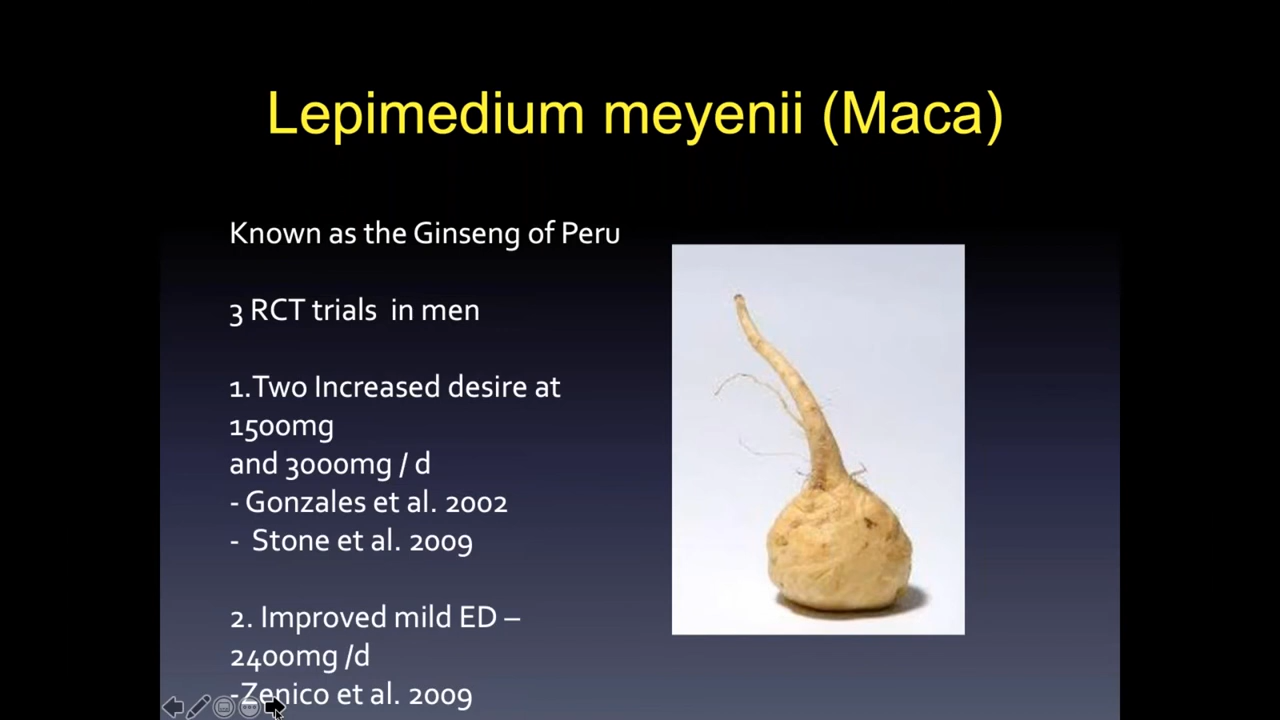 Lepimedium meyenii (Maca)
Known as the Ginseng of Peru
3 RCT trials  in men
1.Two Increased desire at
1500mg
and 3000mg / d
- Gonzales et al. 2002
-  Stone et al. 2009
2. Improved mild ED –
2400mg /d
-Zenico et al. 2009